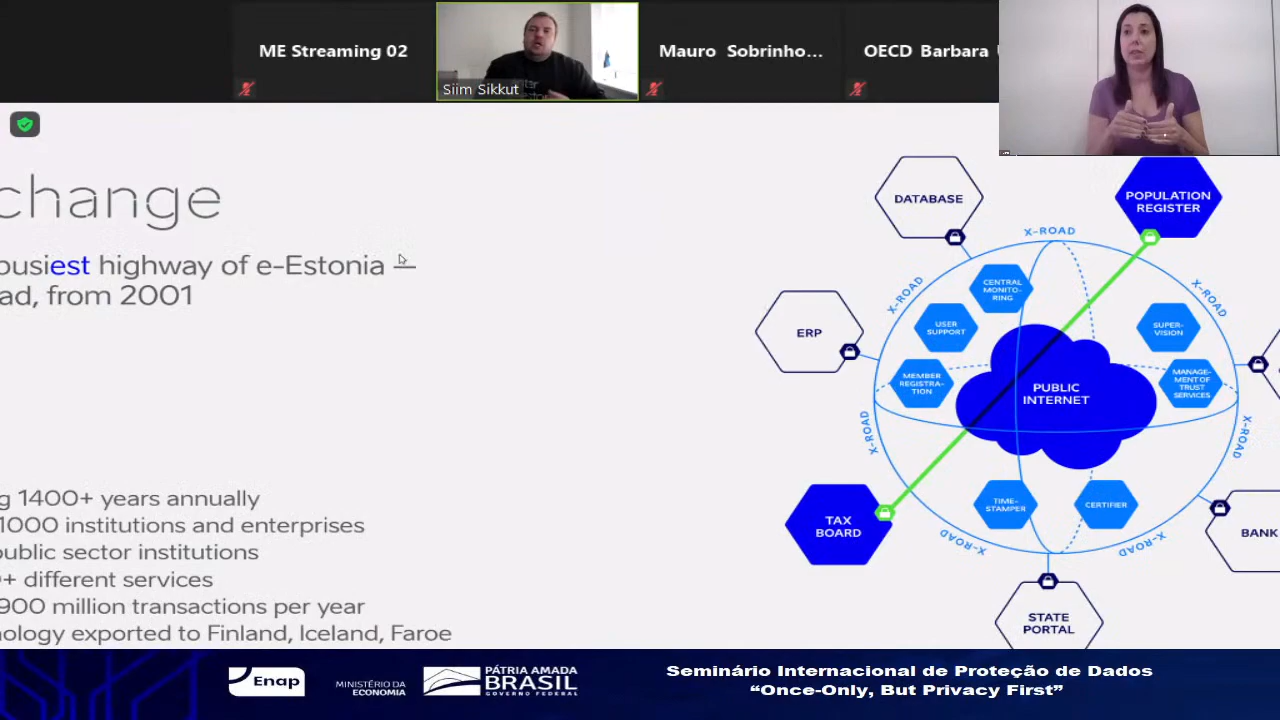 ME Streaming 02
Siim Sikkut
Mauro Sobrinho...
OECD Barbara
change
ousiest highway of e-Estonia –
ad, from 2001
g 1400+ years annually
1000 institutions and enterprises
public sector institutions
+ different services
900 million transactions per year
nology exported to Finland, Iceland, Faroe
DATABASE
POPULATION
REGISTER
X-ROAD
X-ROAD
X-ROAD
CENTRAL
MONITO-
RING
USER
SUPPORT
SUPER-
VISION
ERP
MEMBER
REGISTRA-
TION
MANAGE-
MENT OF
TRUST
SERVICES
PUBLIC
INTERNET
X-ROAD
X-ROAD
TIME-
STAMPER
CERTIFIER
TAX
BOARD
X-ROAD
X-ROAD
BANK
STATE
PORTAL
Enap
MINISTÉRIO DA
ECONOMIA
PÁTRIA AMADA
BRASIL
GOVERNO FEDERAL
Seminário Internacional de Proteção de Dados
“Once-Only, But Privacy First”